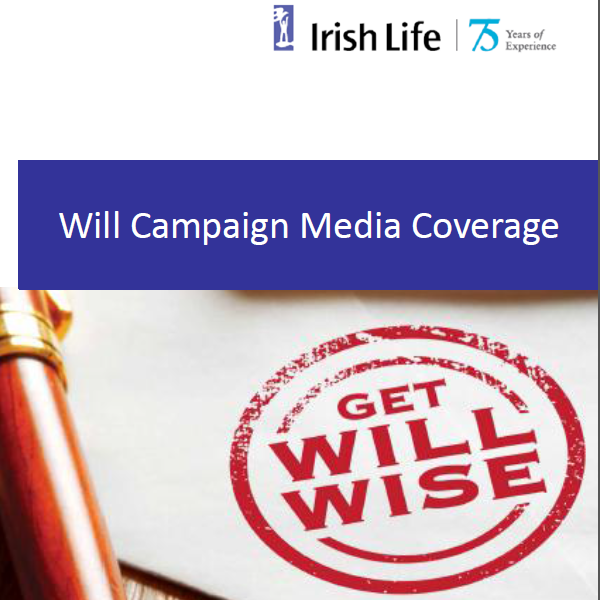 Irish Life
75
Years of
Experience
Will Campaign Media Coverage
GET
WILL
WISE